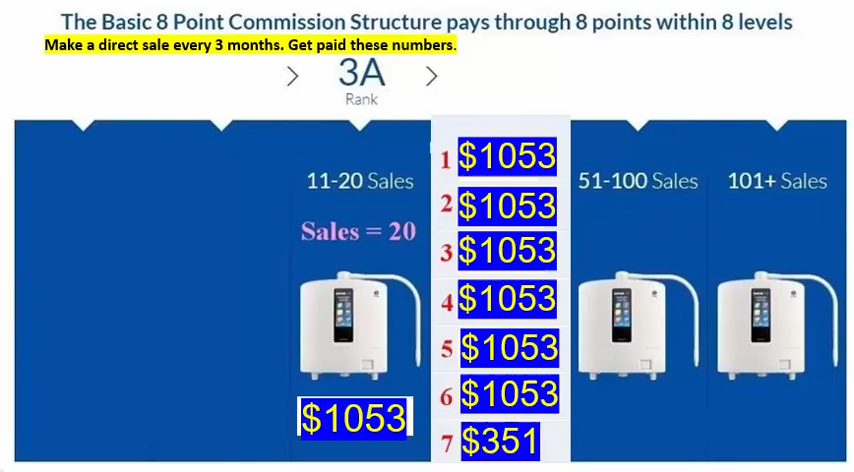 The Basic 8 Point Commission Structure pays through 8 points within 8 levels
Make a direct sale every 3 months. Get paid these numbers.
3A
Rank
11-20 Sales
Sales = 20
$1053
1 $1053
2 $1053
3 $1053
4 $1053
5 $1053
6 $1053
7 $351
51-100 Sales
101+ Sales